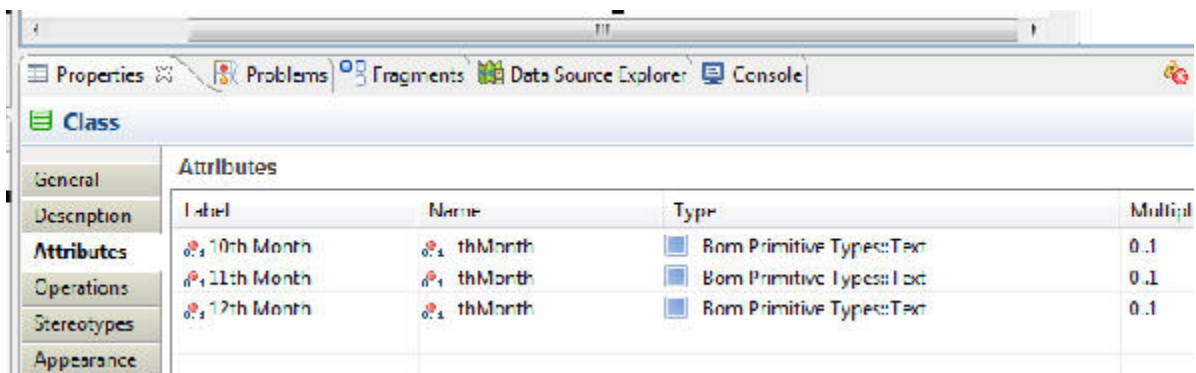 Properties Problems Fragments Data Source Explorer Console
Class
Attributes
General
Label Name Type Multipl
Description
10th Month thMonth Bom Primitive Types::Text 0..1
Attributes
11th Month thMonth Bom Primitive Types::Text 0..1
Operations
12th Month thMonth Bom Primitive Types::Text 0..1
Stereotypes
Appearance